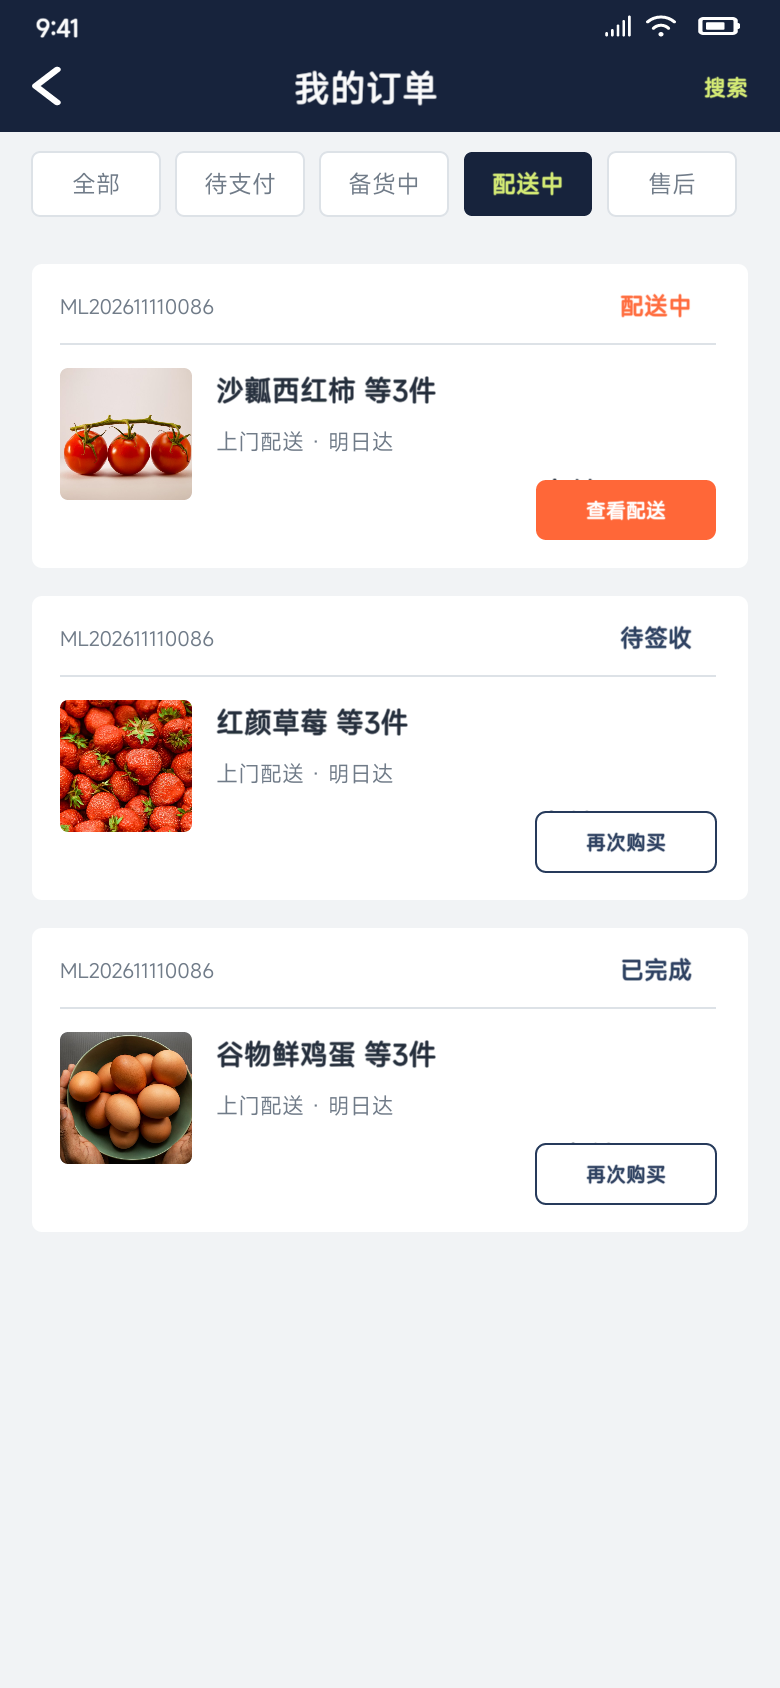 9:41
我的订单
搜索
全部
待支付
备货中
配送中
售后
ML202611110086
配送中
沙瓤西红柿 等3件
上门配送 · 明日达
查看配送
ML202611110086
待签收
红颜草莓 等3件
上门配送 · 明日达
再次购买
ML202611110086
已完成
谷物鲜鸡蛋 等3件
上门配送 · 明日达
再次购买